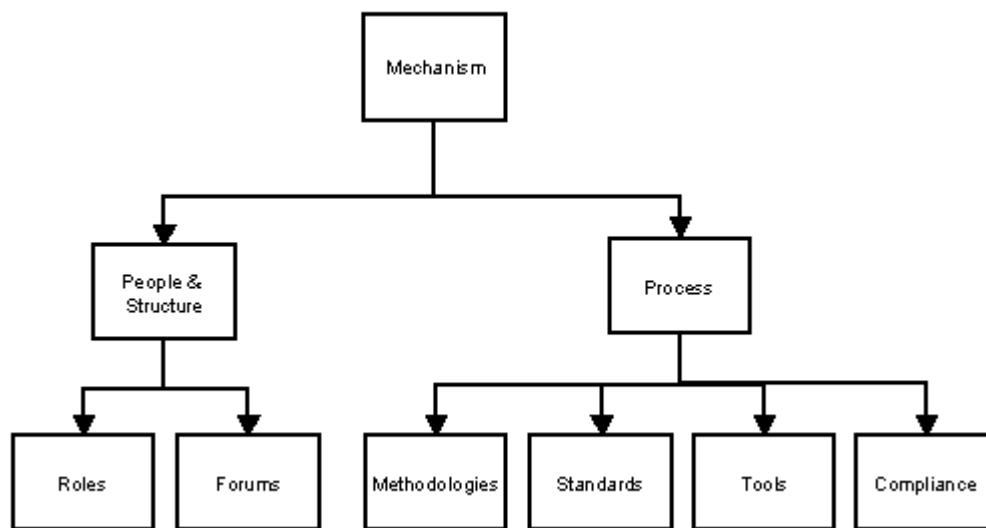 Mechanism
People &
Structure
Process
Roles
Forums
Methodologies
Standards
Tools
Compliance